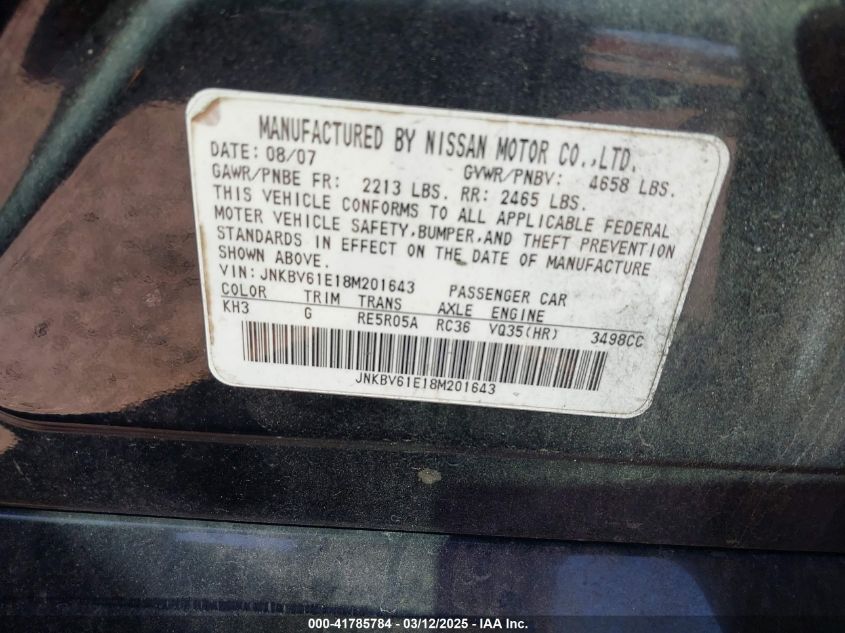 MANUFACTURED BY NISSAN MOTOR CO.,LTD.
DATE: 08/07 GVWR/PNBV: 4658 LBS.
GAWR/PNBE FR: 2213 LBS. RR: 2465 LBS.
THIS VEHICLE CONFORMS TO ALL APPLICABLE FEDERAL
MOTER VEHICLE SAFETY,BUMPER,AND THEFT PREVENTION
STANDARDS IN EFFECT ON THE DATE OF MANUFACTURE
SHOWN ABOVE.
VIN: JNKBV61E18M201643 PASSENGER CAR
COLOR TRIM TRANS AXLE ENGINE
KH3 G RE5R05A RC36 VQ35(HR) 3498CC
JNKBV61E18M201643
000-41785784 - 03/12/2025 - Copyright © 2025 IAA, Inc.